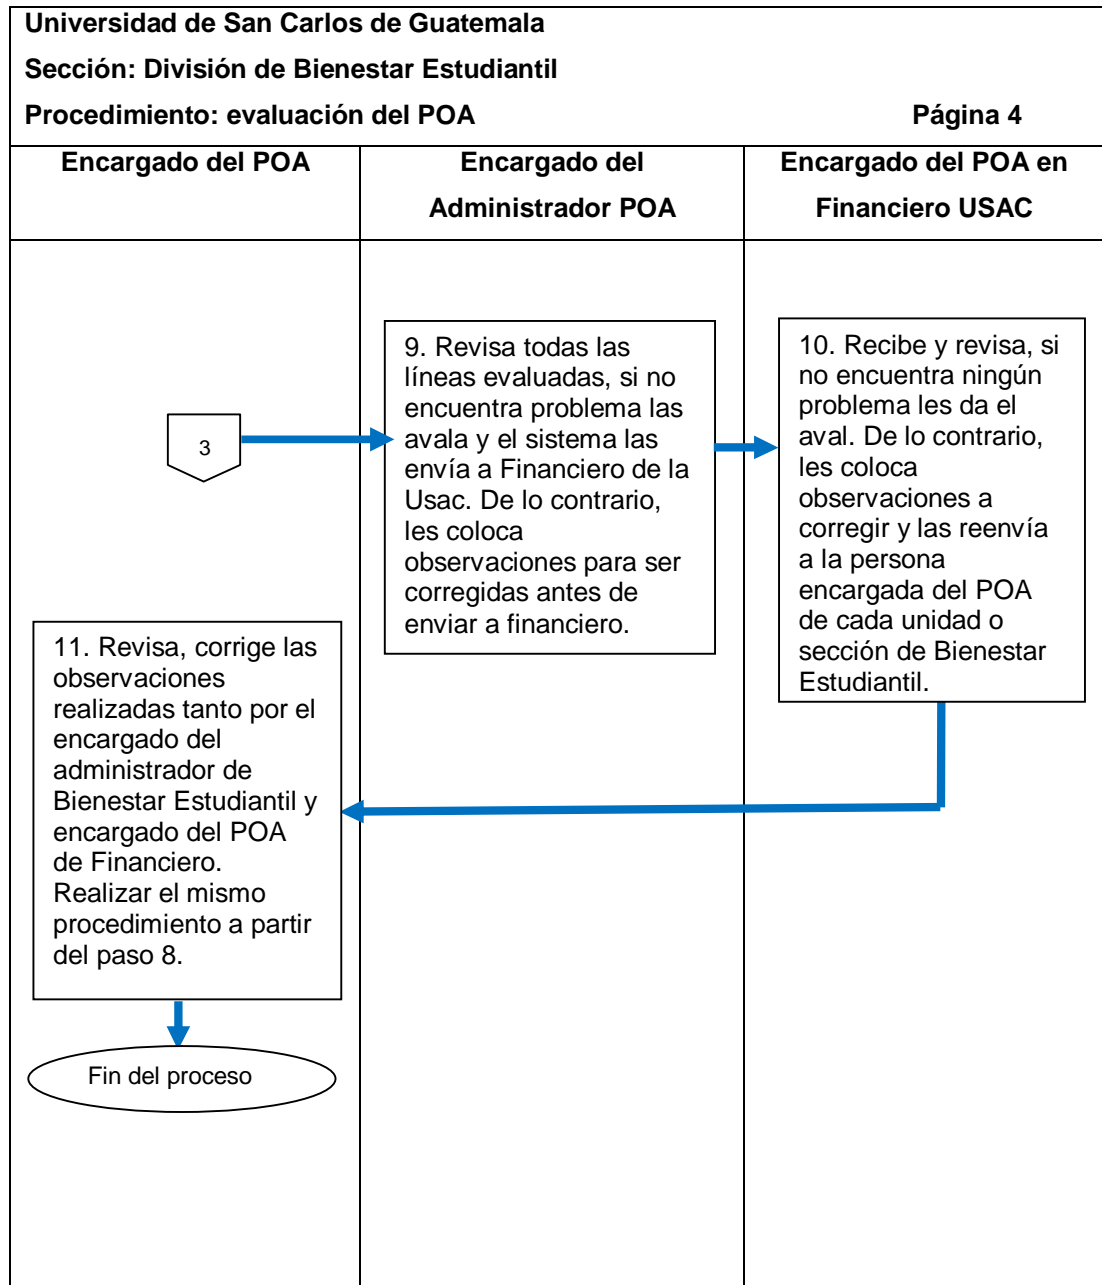 Universidad de San Carlos de Guatemala
Sección: División de Bienestar Estudiantil
Procedimiento: evaluación del POA Página 4
Encargado del POA
Encargado del
Administrador POA
Encargado del POA en
Financiero USAC
3
9. Revisa todas las
líneas evaluadas, si no
encuentra problema las
avala y el sistema las
envía a Financiero de la
Usac. De lo contrario,
les coloca
observaciones para ser
corregidas antes de
enviar a financiero.
10. Recibe y revisa, si
no encuentra ningún
problema les da el
aval. De lo contrario,
les coloca
observaciones a
corregir y las reenvía
a la persona
encargada del POA
de cada unidad o
sección de Bienestar
Estudiantil.
11. Revisa, corrige las
observaciones
realizadas tanto por el
encargado del
administrador de
Bienestar Estudiantil y
encargado del POA
de Financiero.
Realizar el mismo
procedimiento a partir
del paso 8.
Fin del proceso